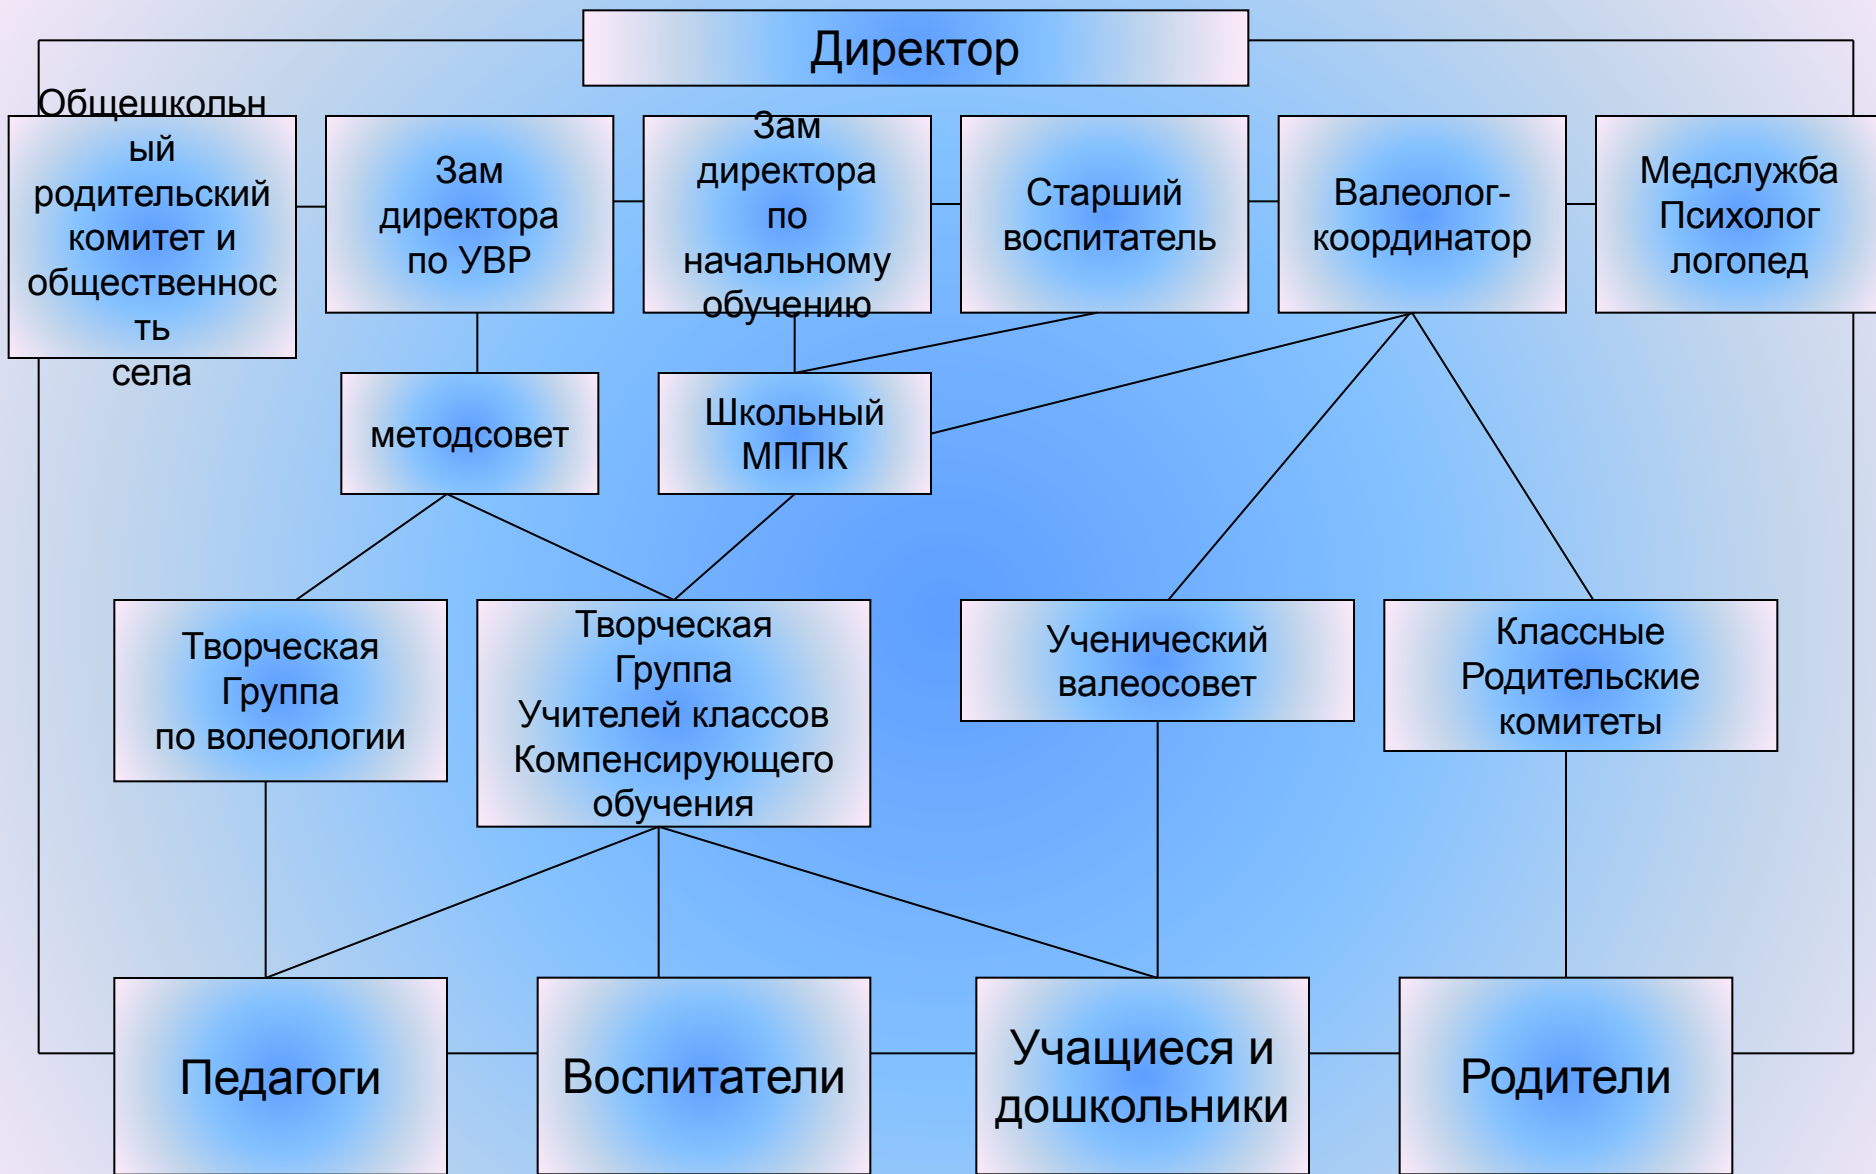 Директор
Общешкольн
ый
родительский
комитет и
общественнос
ть
села
Зам
директора
по УВР
Зам
директора
по
начальному
обучению
Старший
воспитатель
Валеолог-
координатор
Медслужба
Психолог
логопед
методсовет
Школьный
МППК
Творческая
Группа
по волеологии
Творческая
Группа
Учителей классов
Компенсирующего
обучения
Ученический
валеосовет
Классные
Родительские
комитеты
Педагоги
Воспитатели
Учащиеся и
дошкольники
Родители